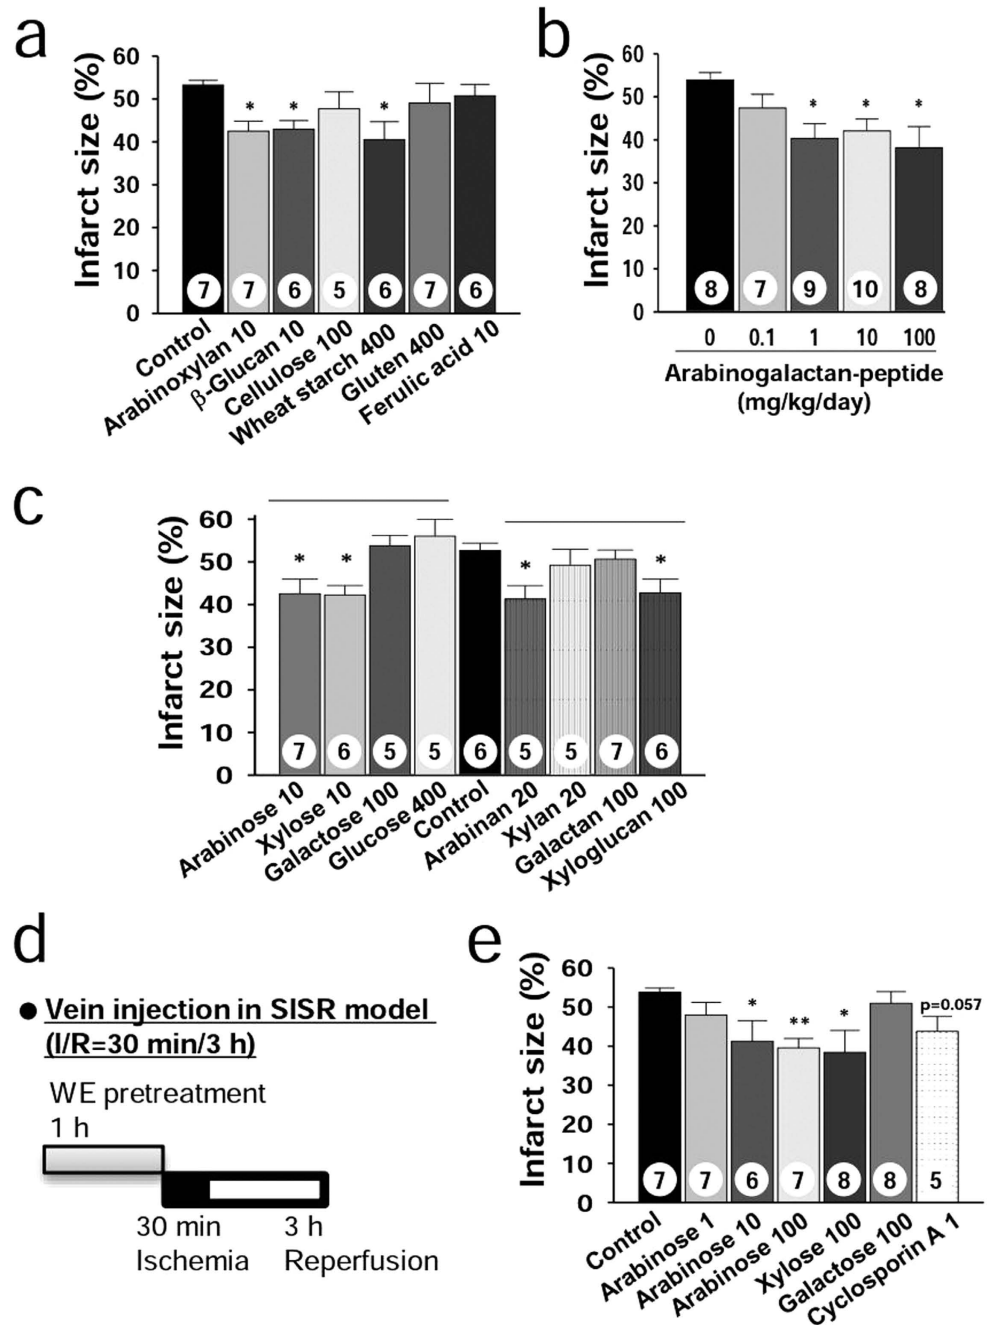 a
Infarct size (%)
60
50
40
30
20
10
0
* * *
7 7 6 5 6 7 6
Control
Arabinoxylan 10
β-Glucan 10
Cellulose 100
Wheat starch 400
Gluten 400
Ferulic acid 10
b
Infarct size (%)
60
50
40
30
20
10
0
* * *
8 7 9 10 8
0 0.1 1 10 100
Arabinogalactan-peptide
(mg/kg/day)
c
Infarct size (%)
60
50
40
30
20
10
0
* * * *
7 6 5 5 6 5 5 7 6
Arabinose 10
Xylose 10
Galactose 100
Glucose 400
Control
Arabinan 20
Xylan 20
Galactan 100
Xyloglucan 100
d
● Vein injection in SISR model
(I/R=30 min/3 h)
WE pretreatment
1 h
30 min 3 h
Ischemia Reperfusion
e
Infarct size (%)
60
50
40
30
20
10
0
* ** * p=0.057
7 7 6 7 8 8 5
Control
Arabinose 1
Arabinose 10
Arabinose 100
Xylose 100
Galactose 100
Cyclosporin A 1